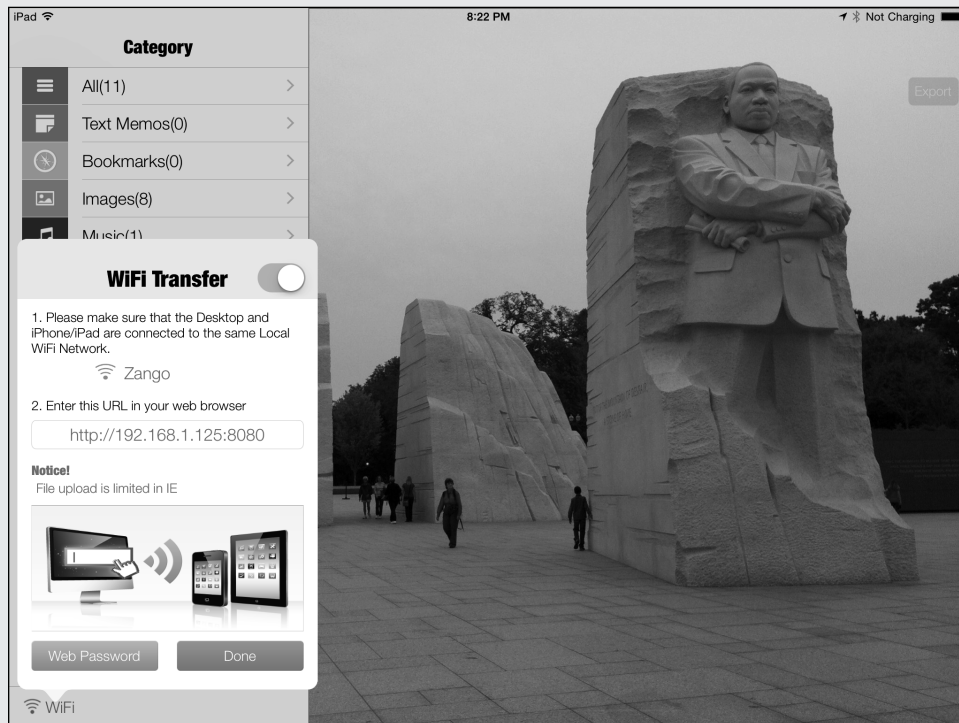 iPad
8:22 PM
Not Charging
Category
All(11)
Text Memos(0)
Bookmarks(0)
Images(8)
Music(1)
Export
WiFi Transfer
1. Please make sure that the Desktop and
iPhone/iPad are connected to the same Local
WiFi Network.
Zango
2. Enter this URL in your web browser
http://192.168.1.125:8080
Notice!
File upload is limited in IE
Web Password
Done
WiFi